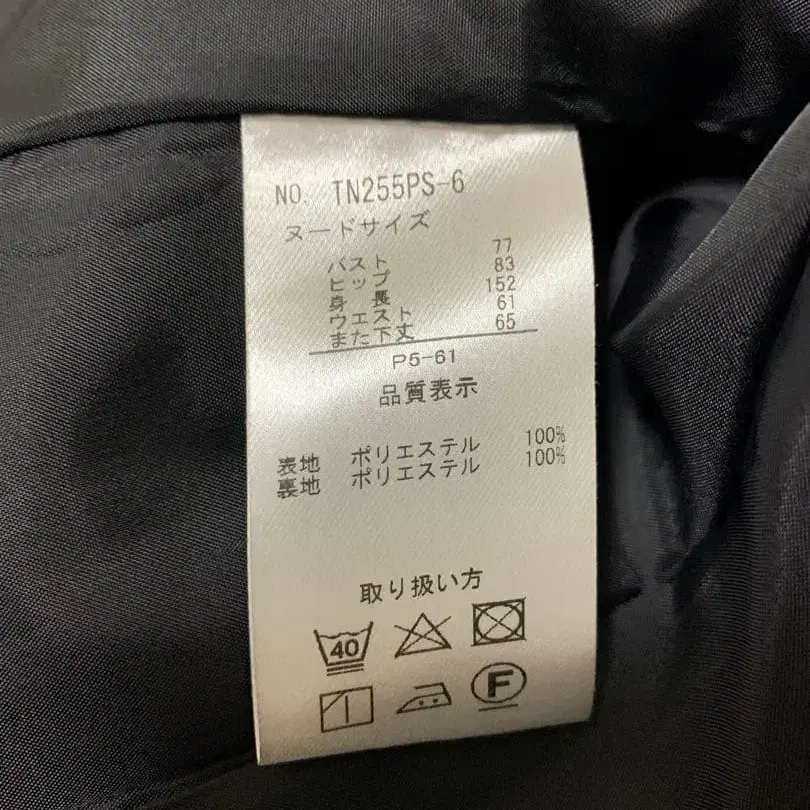 NO. TN255PS-6
ヌードサイズ
バスト 77
ヒップ 83
身長 152
ウエスト 61
また下丈 65
P5-61
品質表示
表地 ポリエステル 100%
裏地 ポリエステル 100%
取り扱い方
40
F